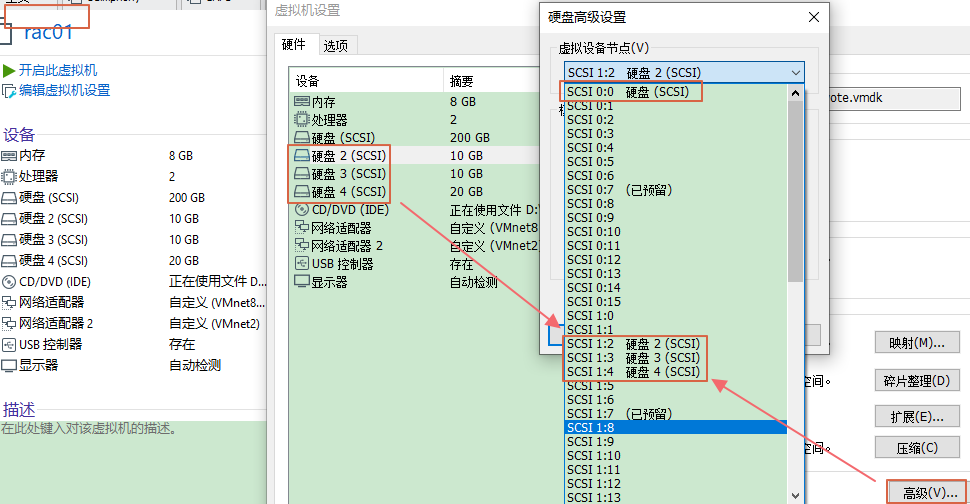 rac01
开启此虚拟机
编辑虚拟机设置
设备
内存 8 GB
处理器 2
硬盘 (SCSI) 200 GB
硬盘 2 (SCSI) 10 GB
硬盘 3 (SCSI) 10 GB
硬盘 4 (SCSI) 20 GB
CD/DVD (IDE) 正在使用文件 D:...
网络适配器 自定义 (VMnet8...
网络适配器 2 自定义 (VMnet2)
USB 控制器 存在
显示器 自动检测
描述
在此处键入对该虚拟机的描述。
虚拟机设置
硬件 选项
设备 摘要
内存 8 GB
处理器 2
硬盘 (SCSI) 200 GB
硬盘 2 (SCSI) 10 GB
硬盘 3 (SCSI) 10 GB
硬盘 4 (SCSI) 20 GB
CD/DVD (IDE) 正在使用文件 D:\
网络适配器 自定义 (VMnet8
网络适配器 2 自定义 (VMnet2
USB 控制器 存在
显示器 自动检测
硬盘高级设置
虚拟设备节点(V)
SCSI 1:2 硬盘 2 (SCSI)
SCSI 0:0 硬盘 (SCSI)
SCSI 0:1
SCSI 0:2
SCSI 0:3
SCSI 0:4
SCSI 0:5
SCSI 0:6
SCSI 0:7 (已预留)
SCSI 0:8
SCSI 0:9
SCSI 0:10
SCSI 0:11
SCSI 0:12
SCSI 0:13
SCSI 0:14
SCSI 0:15
SCSI 1:0
SCSI 1:1
SCSI 1:2 硬盘 2 (SCSI)
SCSI 1:3 硬盘 3 (SCSI)
SCSI 1:4 硬盘 4 (SCSI)
SCSI 1:5
SCSI 1:6
SCSI 1:7 (已预留)
SCSI 1:8
SCSI 1:9
SCSI 1:10
SCSI 1:11
SCSI 1:12
SCSI 1:13
ote.vmdk
映射(M)...
空间。
碎片整理(D)
扩展(E)...
空间。
压缩(C)
高级(V)...